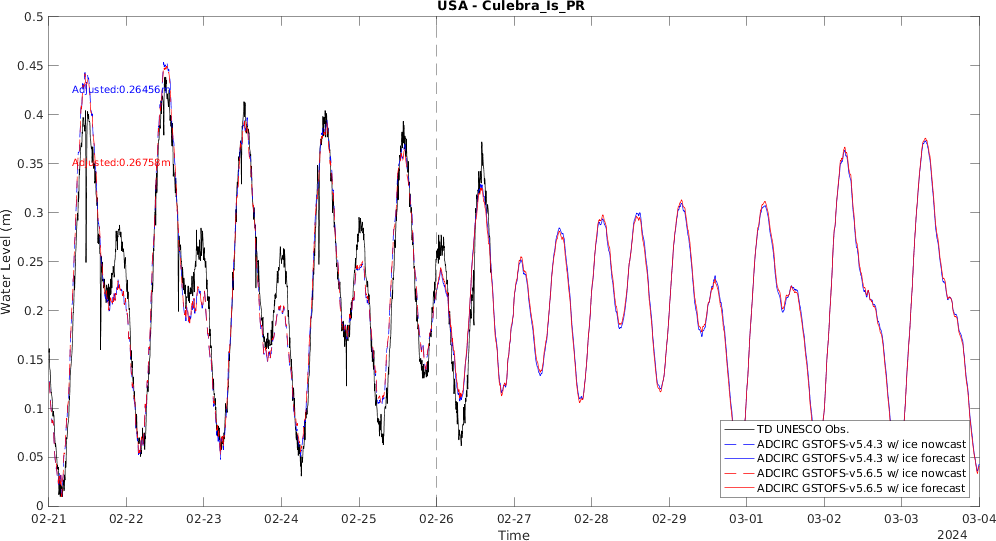 USA - Culebra_Is_PR
0.5
0.45
0.4
0.35
0.3
0.25
0.2
0.15
0.1
0.05
0
Water Level (m)
Adjusted:0.26456m
Adjusted:0.26758m
TD UNESCO Obs.
ADCIRC GSTOFS-v5.4.3 w/ ice nowcast
ADCIRC GSTOFS-v5.4.3 w/ ice forecast
ADCIRC GSTOFS-v5.6.5 w/ ice nowcast
ADCIRC GSTOFS-v5.6.5 w/ ice forecast
02-21 02-22 02-23 02-24 02-25 02-26 02-27 02-28 02-29 03-01 03-02 03-03 03-04
Time
2024